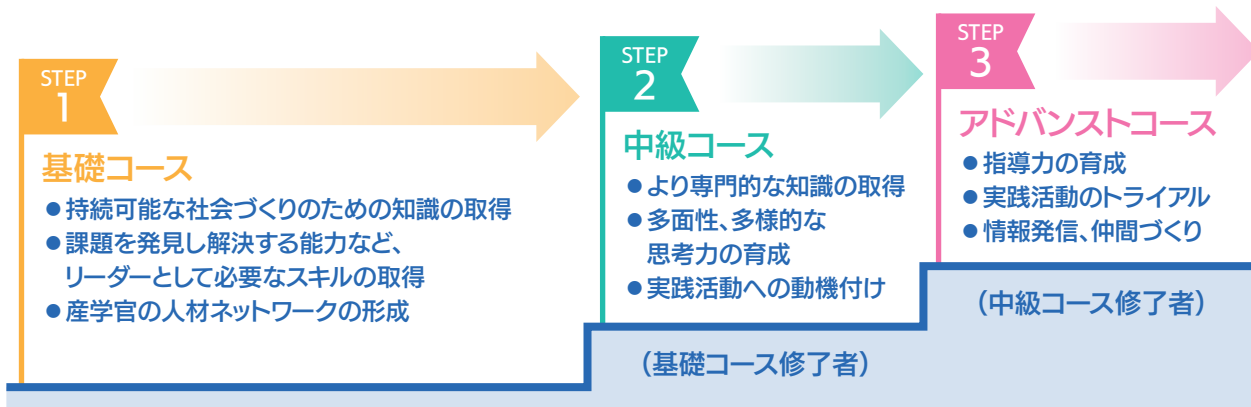 STEP
1
基礎コース
●持続可能な社会づくりのための知識の取得
●課題を発見し解決する能力など、
リーダーとして必要なスキルの取得
●産学官の人材ネットワークの形成
STEP
2
中級コース
●より専門的な知識の取得
●多面性、多様的な
思考力の育成
●実践活動への動機付け
(基礎コース修了者)
STEP
3
アドバンストコース
●指導力の育成
●実践活動のトライアル
●情報発信、仲間づくり
(中級コース修了者)